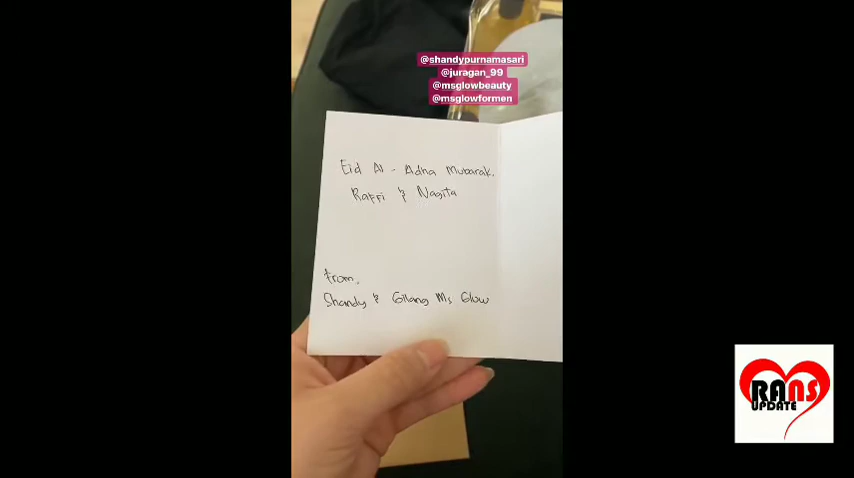 @shandypurnamasari
@juragan_99
@msglowbeauty
@msglowformen
Eid Al - Adha Mubarak.
Raffi & Nagita
from.
Shandy & Gilang Ms Glow
RANS
UPDATE